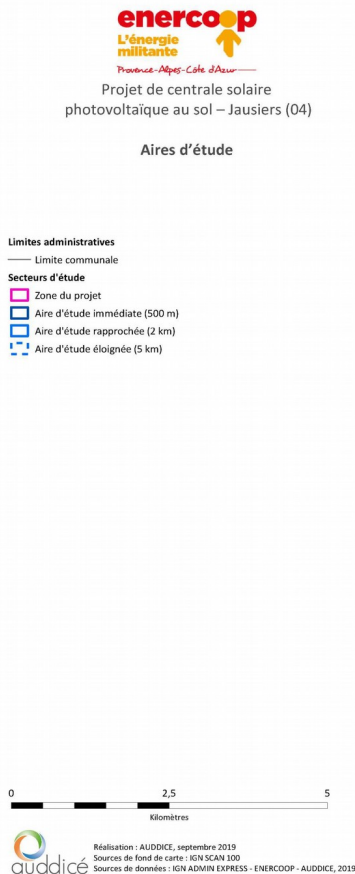 enercoop
L'énergie
militante
Provence-Alpes-Côte d'Azur
Projet de centrale solaire
photovoltaïque au sol – Jausiers (04)
Aires d'étude
Limites administratives
Limite communale
Secteurs d'étude
Zone du projet
Aire d'étude immédiate (500 m)
Aire d'étude rapprochée (2 km)
Aire d'étude éloignée (5 km)
0 2,5 5
Kilomètres
auddicé
Réalisation : AUDDICE, septembre 2019
Sources de fond de carte : IGN SCAN 100
Sources de données : IGN ADMIN EXPRESS - ENERCOOP - AUDDICE, 2019